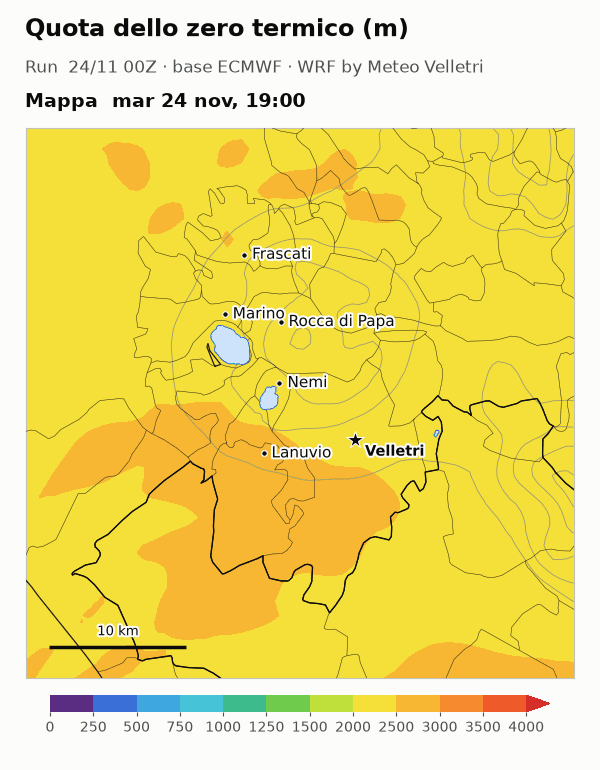 Quota dello zero termico (m)
Run  24/11 00Z · base ECMWF · WRF by Meteo Velletri
Mappa  mar 24 nov, 19:00
Frascati
Marino
Rocca di Papa
Nemi
Velletri
Lanuvio
10 km
0 250 500 750 1000 1250 1500 2000 2500 3000 3500 4000